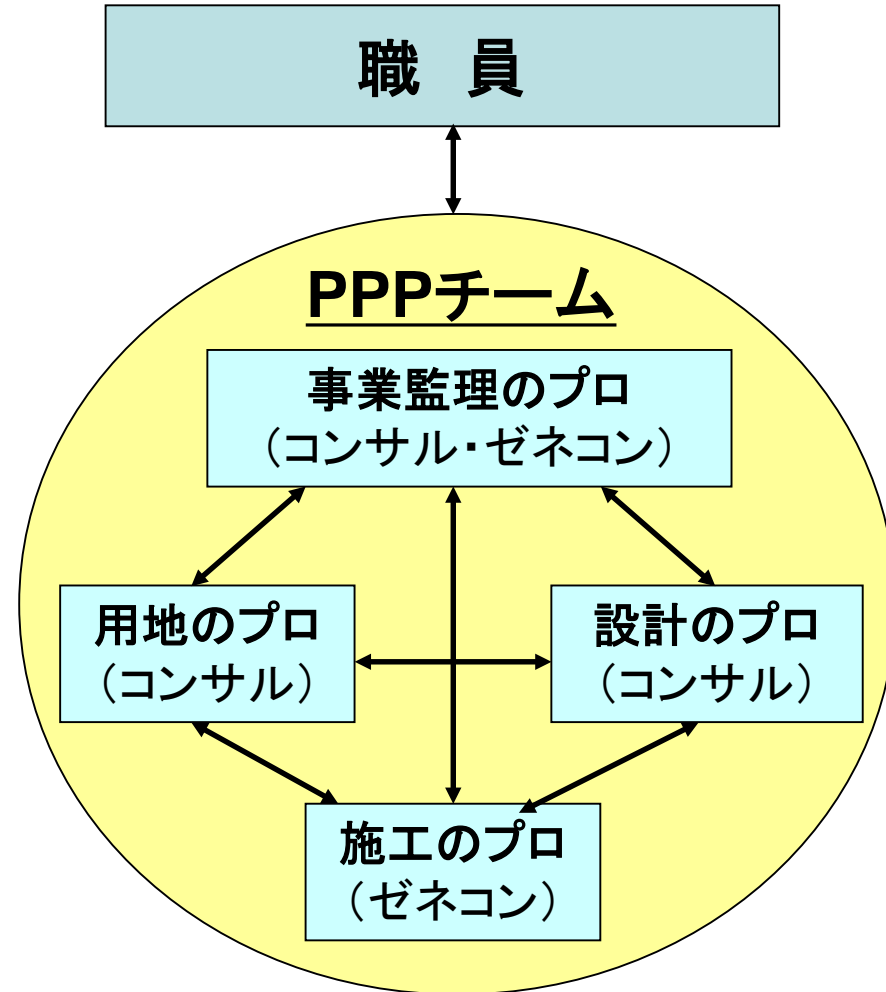 職　員
PPPチーム
事業監理のプロ
（コンサル・ゼネコン）
用地のプロ
（コンサル）
設計のプロ
（コンサル）
施工のプロ
（ゼネコン）